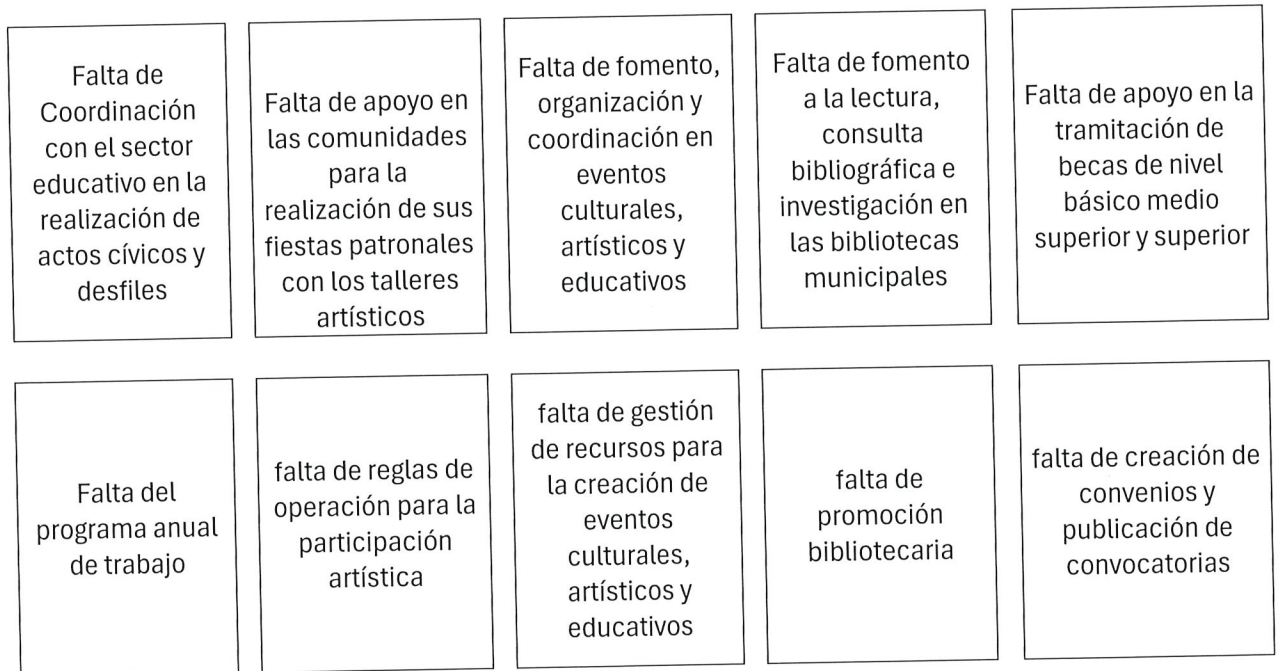 Falta de
Coordinación
con el sector
educativo en la
realización de
actos cívicos y
desfiles
Falta de apoyo en
las comunidades
para la
realización de sus
fiestas patronales
con los talleres
artísticos
Falta de fomento,
organización y
coordinación en
eventos
culturales,
artísticos y
educativos
Falta de fomento
a la lectura,
consulta
bibliográfica e
investigación en
las bibliotecas
municipales
Falta de apoyo en la
tramitación de
becas de nivel
básico medio
superior y superior
Falta del
programa anual
de trabajo
falta de reglas de
operación para la
participación
artística
falta de gestión
de recursos para
la creación de
eventos
culturales,
artísticos y
educativos
falta de
promoción
bibliotecaria
falta de creación de
convenios y
publicación de
convocatorias